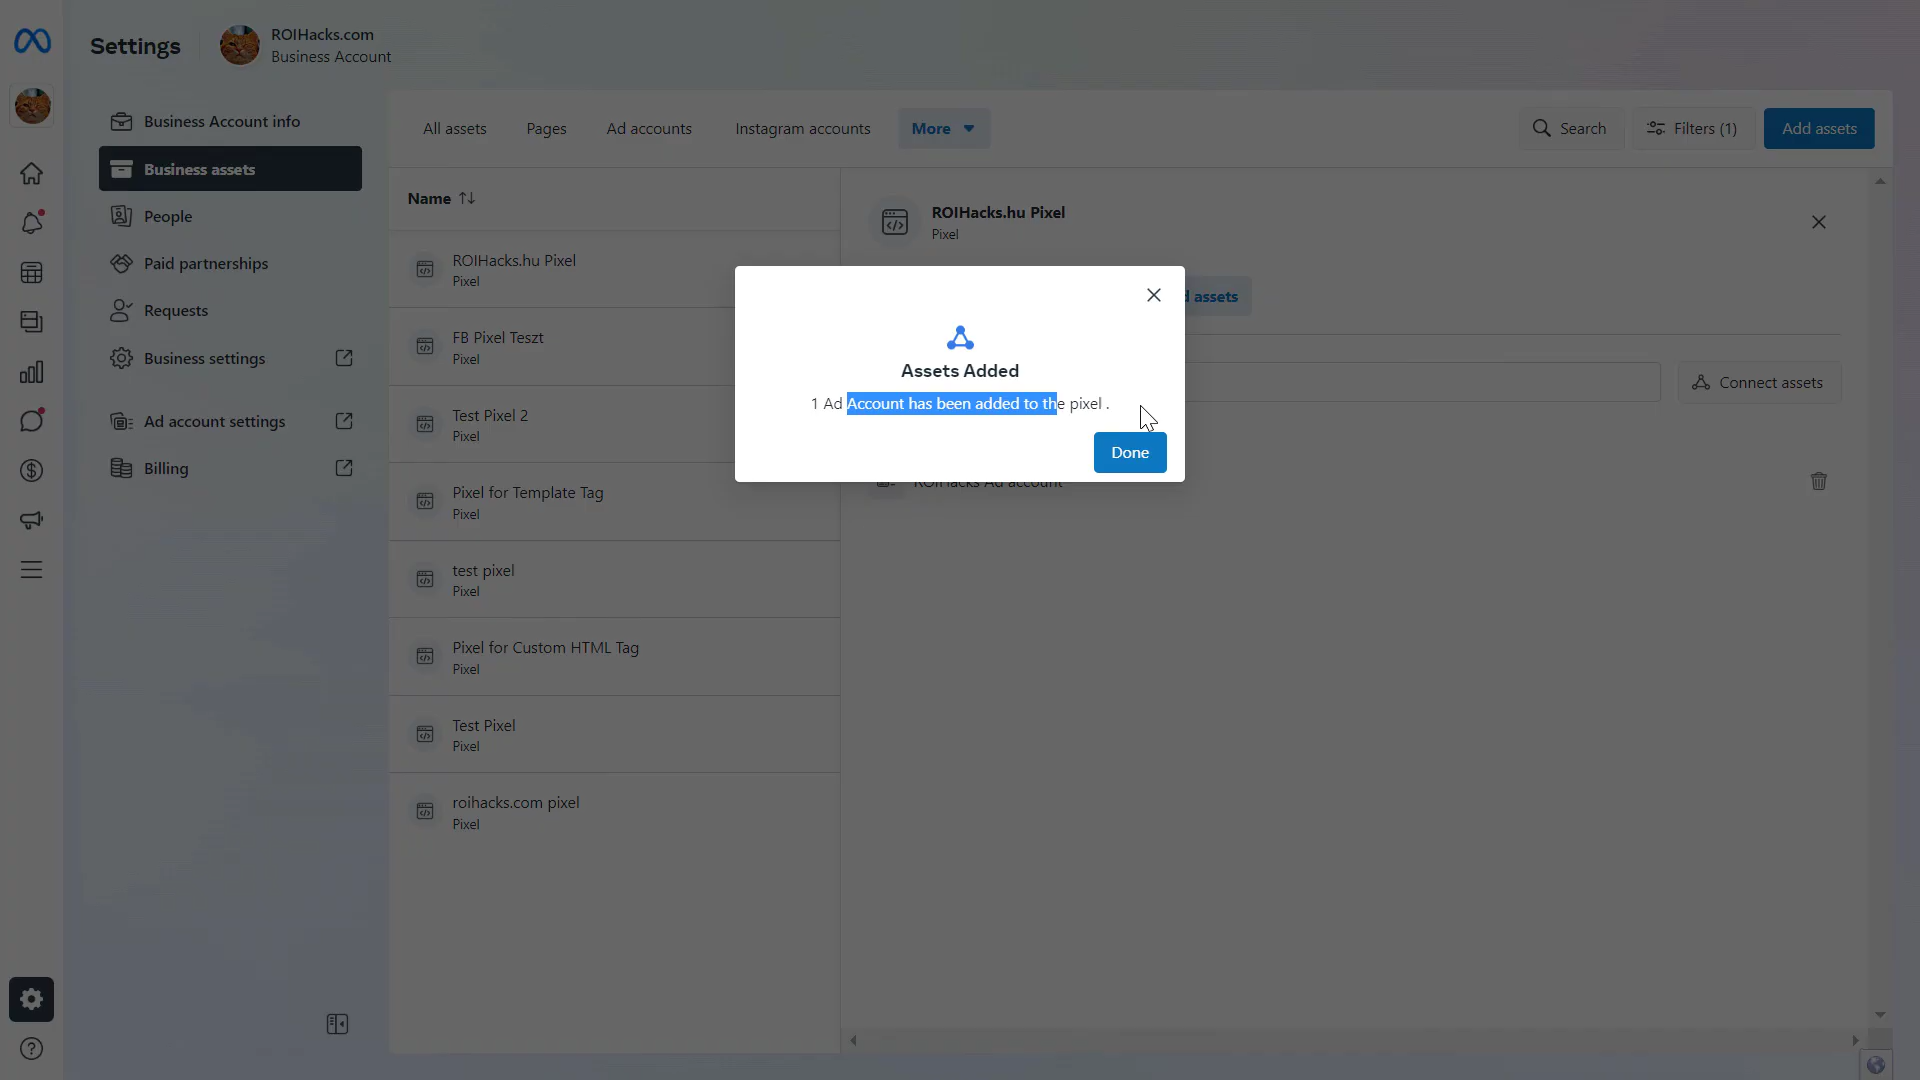 Settings
ROIHacks.com
Business Account
Business Account info
Business assets
People
Paid partnerships
Requests
Business settings
Ad account settings
Billing
All assets
Pages
Ad accounts
Instagram accounts
More
Search
Filters (1)
Add assets
Name
ROIHacks.hu Pixel
Pixel
FB Pixel Teszt
Pixel
Test Pixel 2
Pixel
Pixel for Template Tag
Pixel
test pixel
Pixel
Pixel for Custom HTML Tag
Pixel
Test Pixel
Pixel
roihacks.com pixel
Pixel
ROIHacks.hu Pixel
Pixel
assets
Connect assets
ROIHacks Ad account
Assets Added
1 Ad Account has been added to the pixel .
Done